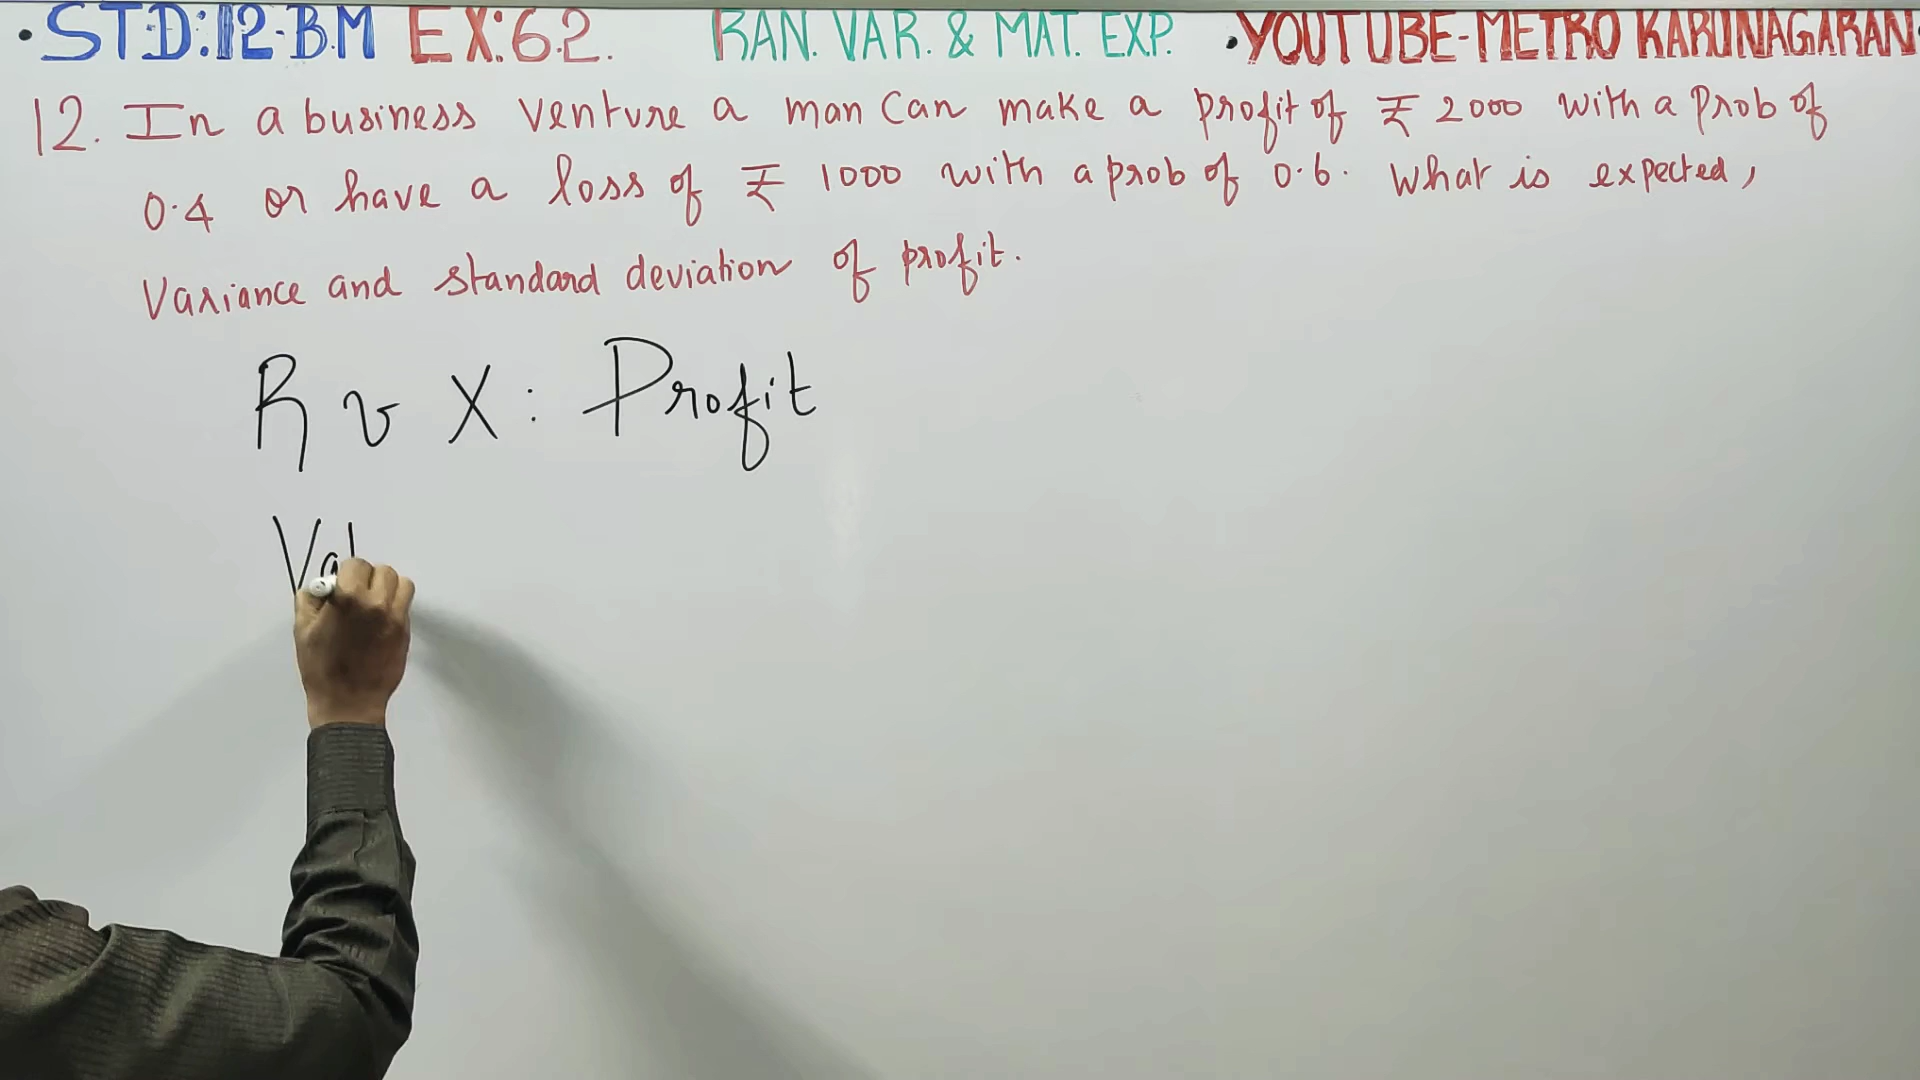 • STD:12-B.M EX:6.2. RAN. VAR. & MAT. EXP. • YOUTUBE-METRO KARUNAGARAN
12. In a business venture a man can make a profit of ₹ 2000 with a prob of
0.4 or have a loss of ₹ 1000 with a prob of 0.6. What is expected,
Variance and standard deviation of profit.
R v X : Profit
Val